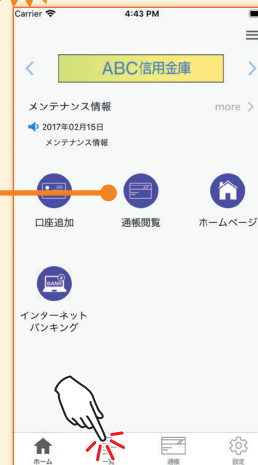 Carrier
4:43 PM
ABC信用金庫
メンテナンス情報
more >
2017年02月15日
メンテナンス情報
口座追加
通帳閲覧
ホームページ
BANK
インターネット
バンキング
ホーム
一覧
通帳
設定